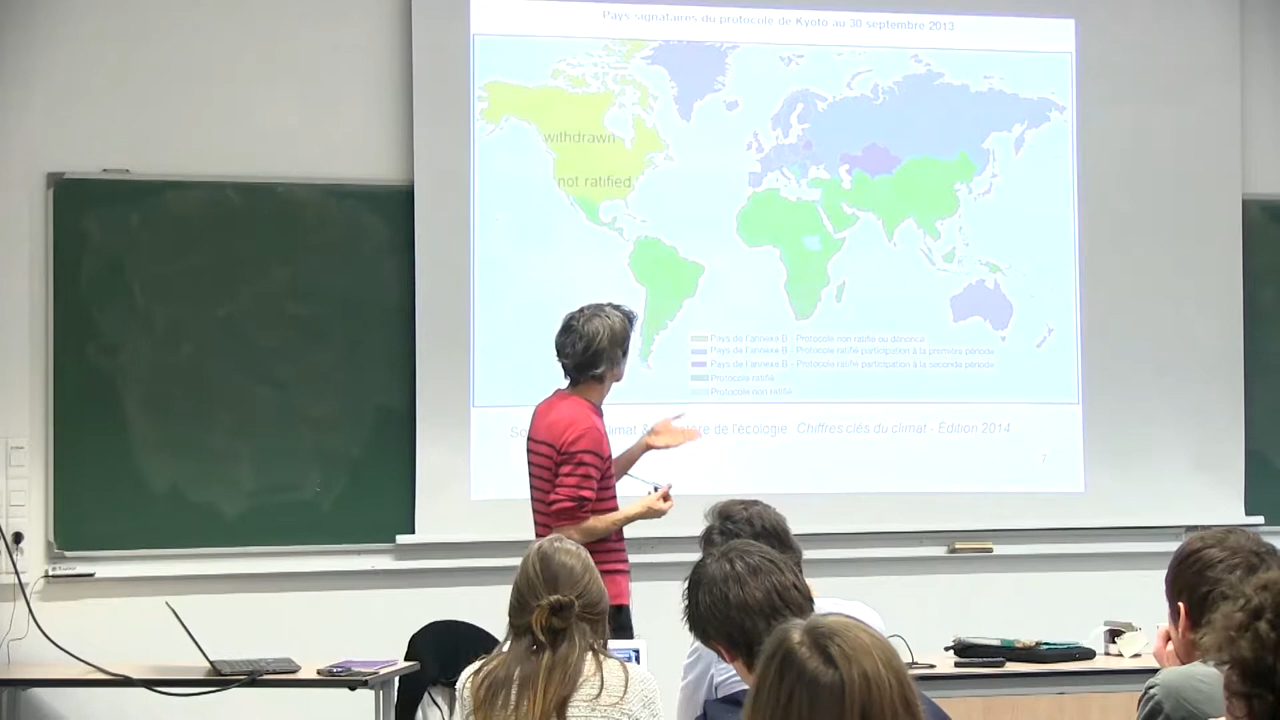 Pays signataires du protocole de Kyoto au 30 septembre 2013
withdrawn
not ratified
Pays de l'annexe B - Protocole non ratifié ou dénoncé
Pays de l'annexe B - Protocole ratifié participation à la première période
Pays de l'annexe B - Protocole ratifié participation à la seconde période
Protocole ratifié
Protocole non ratifié
limat & de l'écologie. Chiffres clés du climat - Édition 2014
7